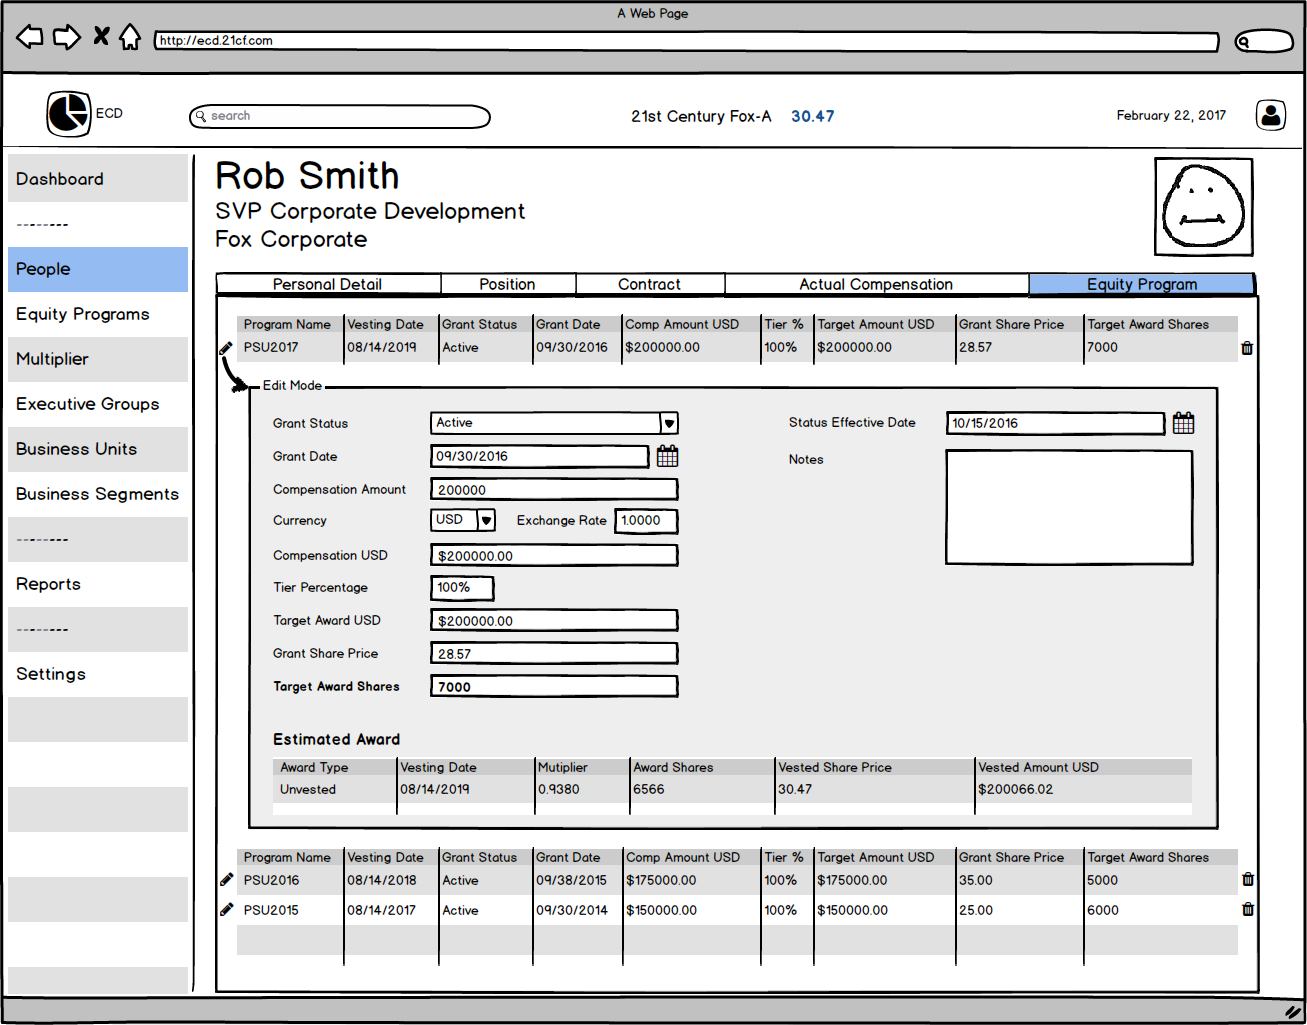 A Web Page
http://ecd.21cf.com
ECD
search
21st Century Fox-A 30.47
February 22, 2017
Dashboard
--------
People
Equity Programs
Multiplier
Executive Groups
Business Units
Business Segments
--------
Reports
--------
Settings
Rob Smith
SVP Corporate Development
Fox Corporate
Personal Detail Position Contract Actual Compensation Equity Program
Program Name Vesting Date Grant Status Grant Date Comp Amount USD Tier % Target Amount USD Grant Share Price Target Award Shares
PSU2017 08/14/2019 Active 09/30/2016 $200000.00 100% $200000.00 28.57 7000
Edit Mode
Grant Status Active Status Effective Date 10/15/2016
Grant Date 09/30/2016 Notes
Compensation Amount 200000
Currency USD Exchange Rate 1.0000
Compensation USD $200000.00
Tier Percentage 100%
Target Award USD $200000.00
Grant Share Price 28.57
Target Award Shares 7000
Estimated Award
Award Type Vesting Date Mutiplier Award Shares Vested Share Price Vested Amount USD
Unvested 08/14/2019 0.9380 6566 30.47 $200066.02
Program Name Vesting Date Grant Status Grant Date Comp Amount USD Tier % Target Amount USD Grant Share Price Target Award Shares
PSU2016 08/14/2018 Active 09/38/2015 $175000.00 100% $175000.00 35.00 5000
PSU2015 08/14/2017 Active 09/30/2014 $150000.00 100% $150000.00 25.00 6000